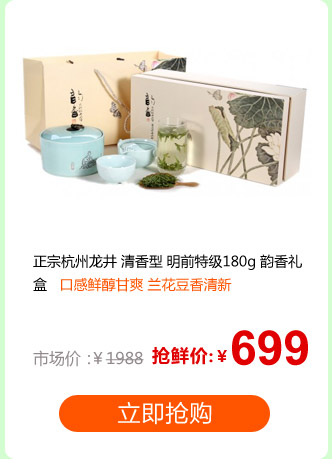 正宗杭州龙井 清香型 明前特级180g 韵香礼
盒 口感鲜醇甘爽 兰花豆香清新
市场价：¥1988 抢鲜价:¥699
立即抢购